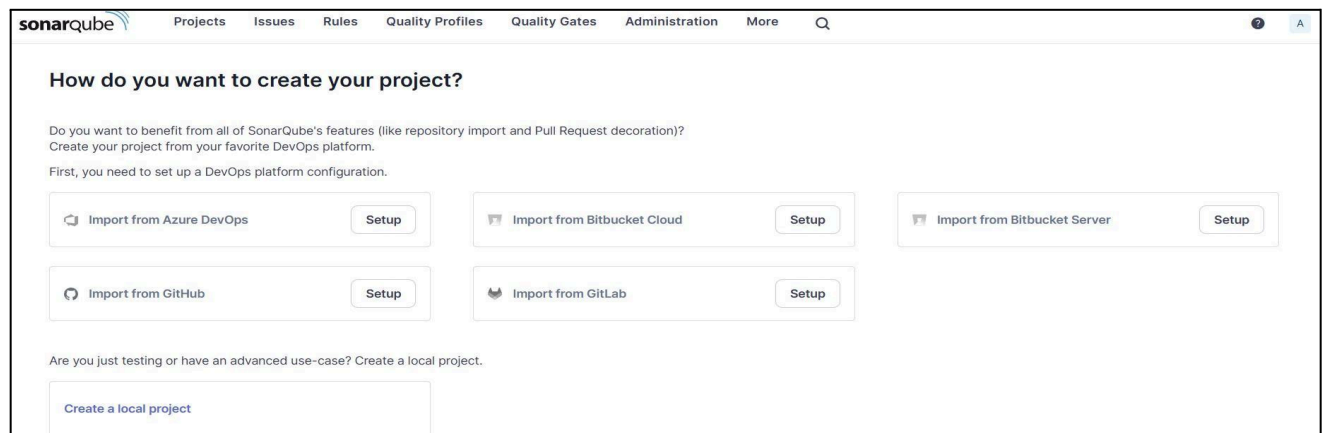 sonarqube Projects Issues Rules Quality Profiles Quality Gates Administration More ? A
How do you want to create your project?
Do you want to benefit from all of SonarQube's features (like repository import and Pull Request decoration)?
Create your project from your favorite DevOps platform.
First, you need to set up a DevOps platform configuration.
Import from Azure DevOps Setup Import from Bitbucket Cloud Setup Import from Bitbucket Server Setup
Import from GitHub Setup Import from GitLab Setup
Are you just testing or have an advanced use-case? Create a local project.
Create a local project